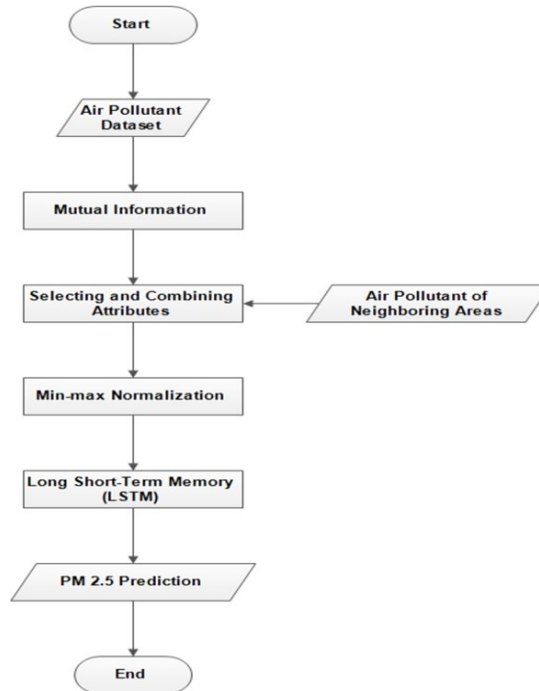 Start
Air Pollutant
Dataset
Mutual Information
Selecting and Combining
Attributes
Air Pollutant of
Neighboring Areas
Min-max Normalization
Long Short-Term Memory
(LSTM)
PM 2.5 Prediction
End